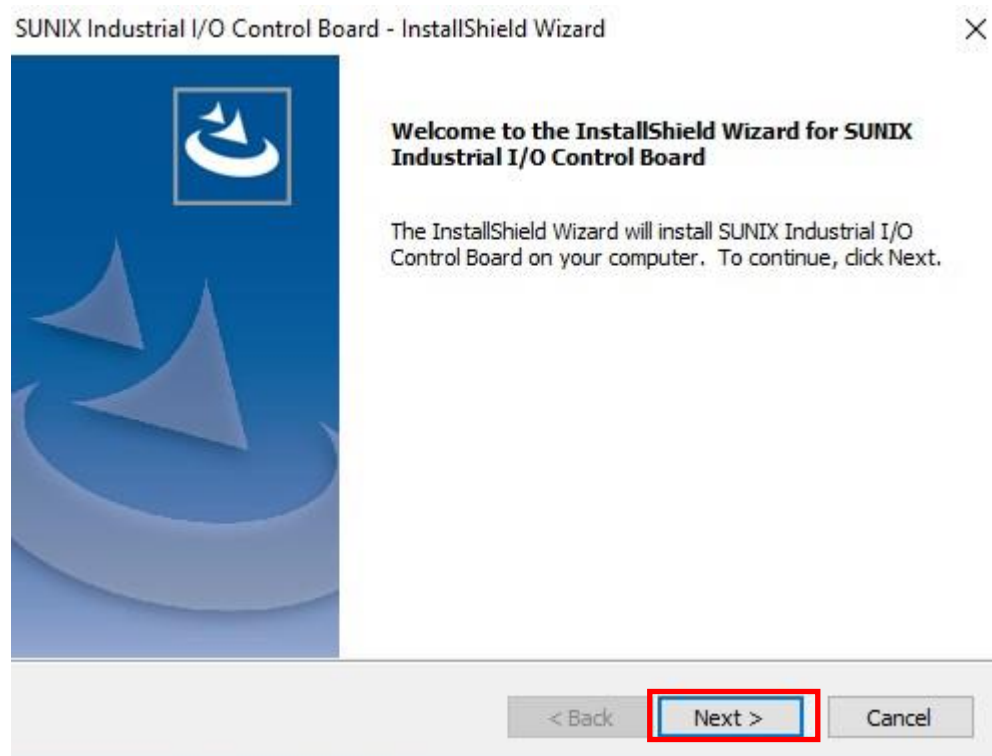 SUNIX Industrial I/O Control Board - InstallShield Wizard
Welcome to the InstallShield Wizard for SUNIX
Industrial I/O Control Board
The InstallShield Wizard will install SUNIX Industrial I/O
Control Board on your computer.  To continue, click Next.
< Back
Next >
Cancel